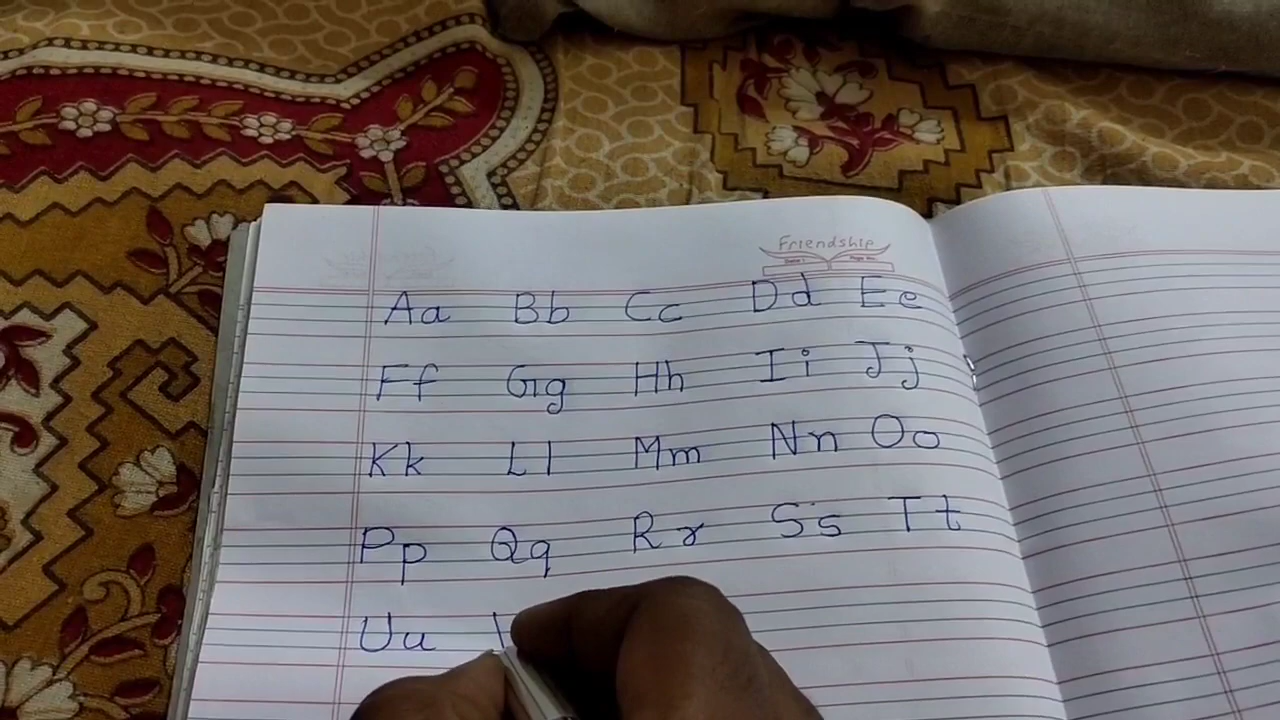 Friendship
Aa Bb Cc Dd Ee
Ff Gg Hh Ii Jj
Kk Ll Mm Nn Oo
Pp Qq Rr Ss Tt
Uu